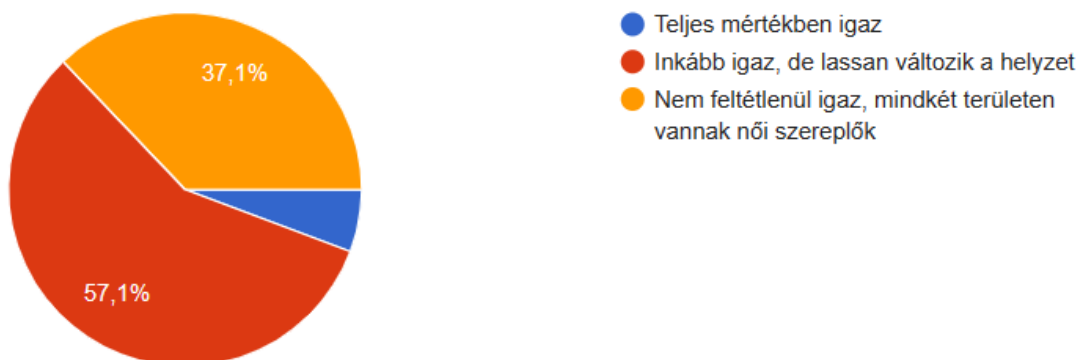 37,1%
57,1%
Teljes mértékben igaz
Inkább igaz, de lassan változik a helyzet
Nem feltétlenül igaz, mindkét területen
vannak női szereplők